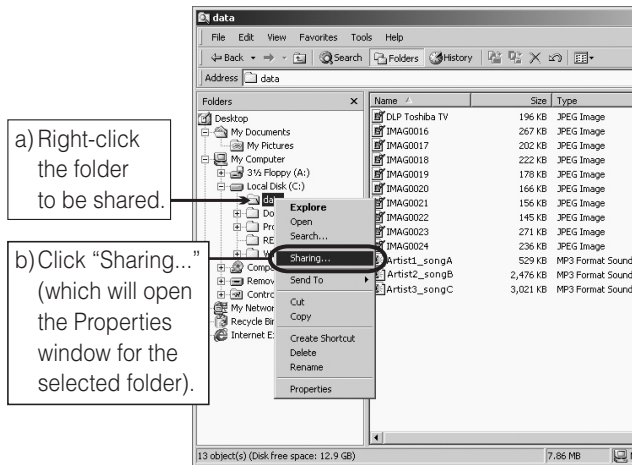 data
File Edit View Favorites Tools Help
Back Search Folders History
Address data
Folders x
Desktop
My Documents
My Pictures
My Computer
3½ Floppy (A:)
Local Disk (C:)
Name Size Type
DLP Toshiba TV 196 KB JPEG Image
IMAG0016 267 KB JPEG Image
IMAG0017 202 KB JPEG Image
IMAG0018 222 KB JPEG Image
IMAG0019 178 KB JPEG Image
IMAG0020 166 KB JPEG Image
IMAG0021 156 KB JPEG Image
IMAG0022 145 KB JPEG Image
IMAG0023 271 KB JPEG Image
IMAG0024 236 KB JPEG Image
Artist1_songA 529 KB MP3 Format Sound
Artist2_songB 2,476 KB MP3 Format Sound
Artist3_songC 3,021 KB MP3 Format Sound
a) Right-click
the folder
to be shared.
b) Click "Sharing..."
(which will open
the Properties
window for the
selected folder).
Explore
Open
Search...
Sharing...
Send To
Cut
Copy
Create Shortcut
Delete
Rename
Properties
My Networ
Recycle Bin
Internet E
13 object(s) (Disk free space: 12.9 GB) 7.86 MB